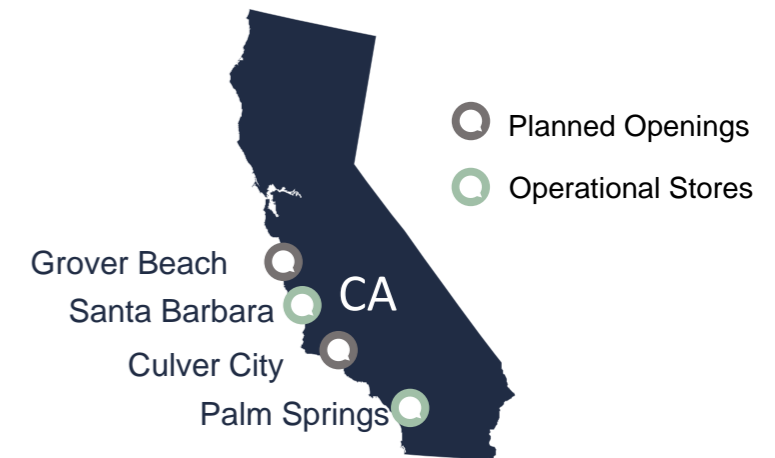 Planned Openings
Operational Stores
Grover Beach
CA
Santa Barbara
Culver City
Palm Springs